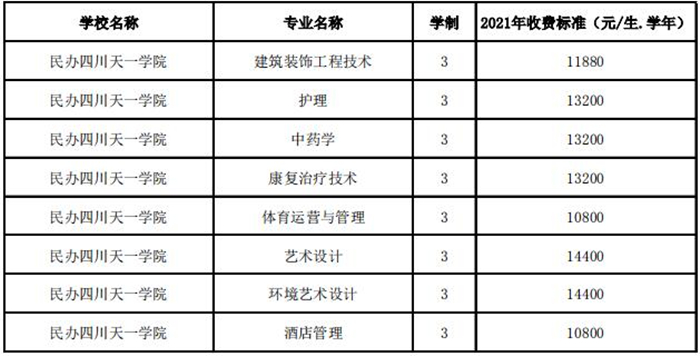 学校名称 专业名称 学制 2021年收费标准（元/生.学年）
民办四川天一学院 建筑装饰工程技术 3 11880
民办四川天一学院 护理 3 13200
民办四川天一学院 中药学 3 13200
民办四川天一学院 康复治疗技术 3 13200
民办四川天一学院 体育运营与管理 3 10800
民办四川天一学院 艺术设计 3 14400
民办四川天一学院 环境艺术设计 3 14400
民办四川天一学院 酒店管理 3 10800